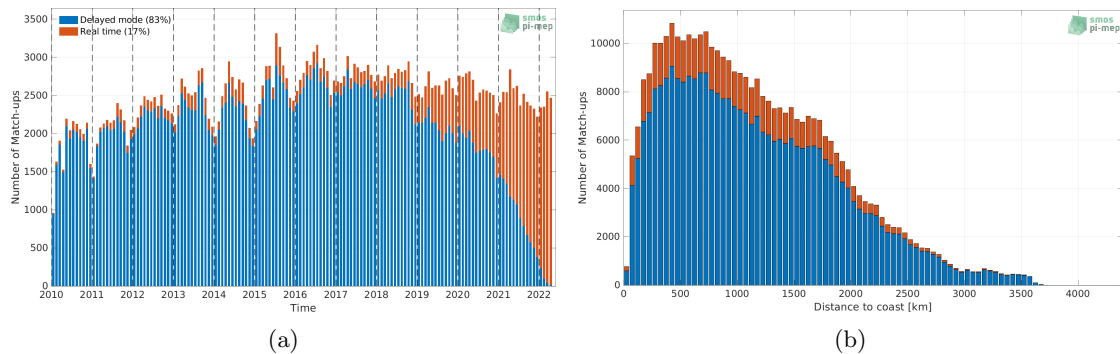 Delayed mode (83%)
Real time (17%)
smos
pi-mep
Number of Match-ups
3500
3000
2500
2000
1500
1000
500
0
2010 2011 2012 2013 2014 2015 2016 2017 2018 2019 2020 2021 2022
Time
(a)
smos
pi-mep
Number of Match-ups
10000
8000
6000
4000
2000
0
0 500 1000 1500 2000 2500 3000 3500 4000
Distance to coast [km]
(b)